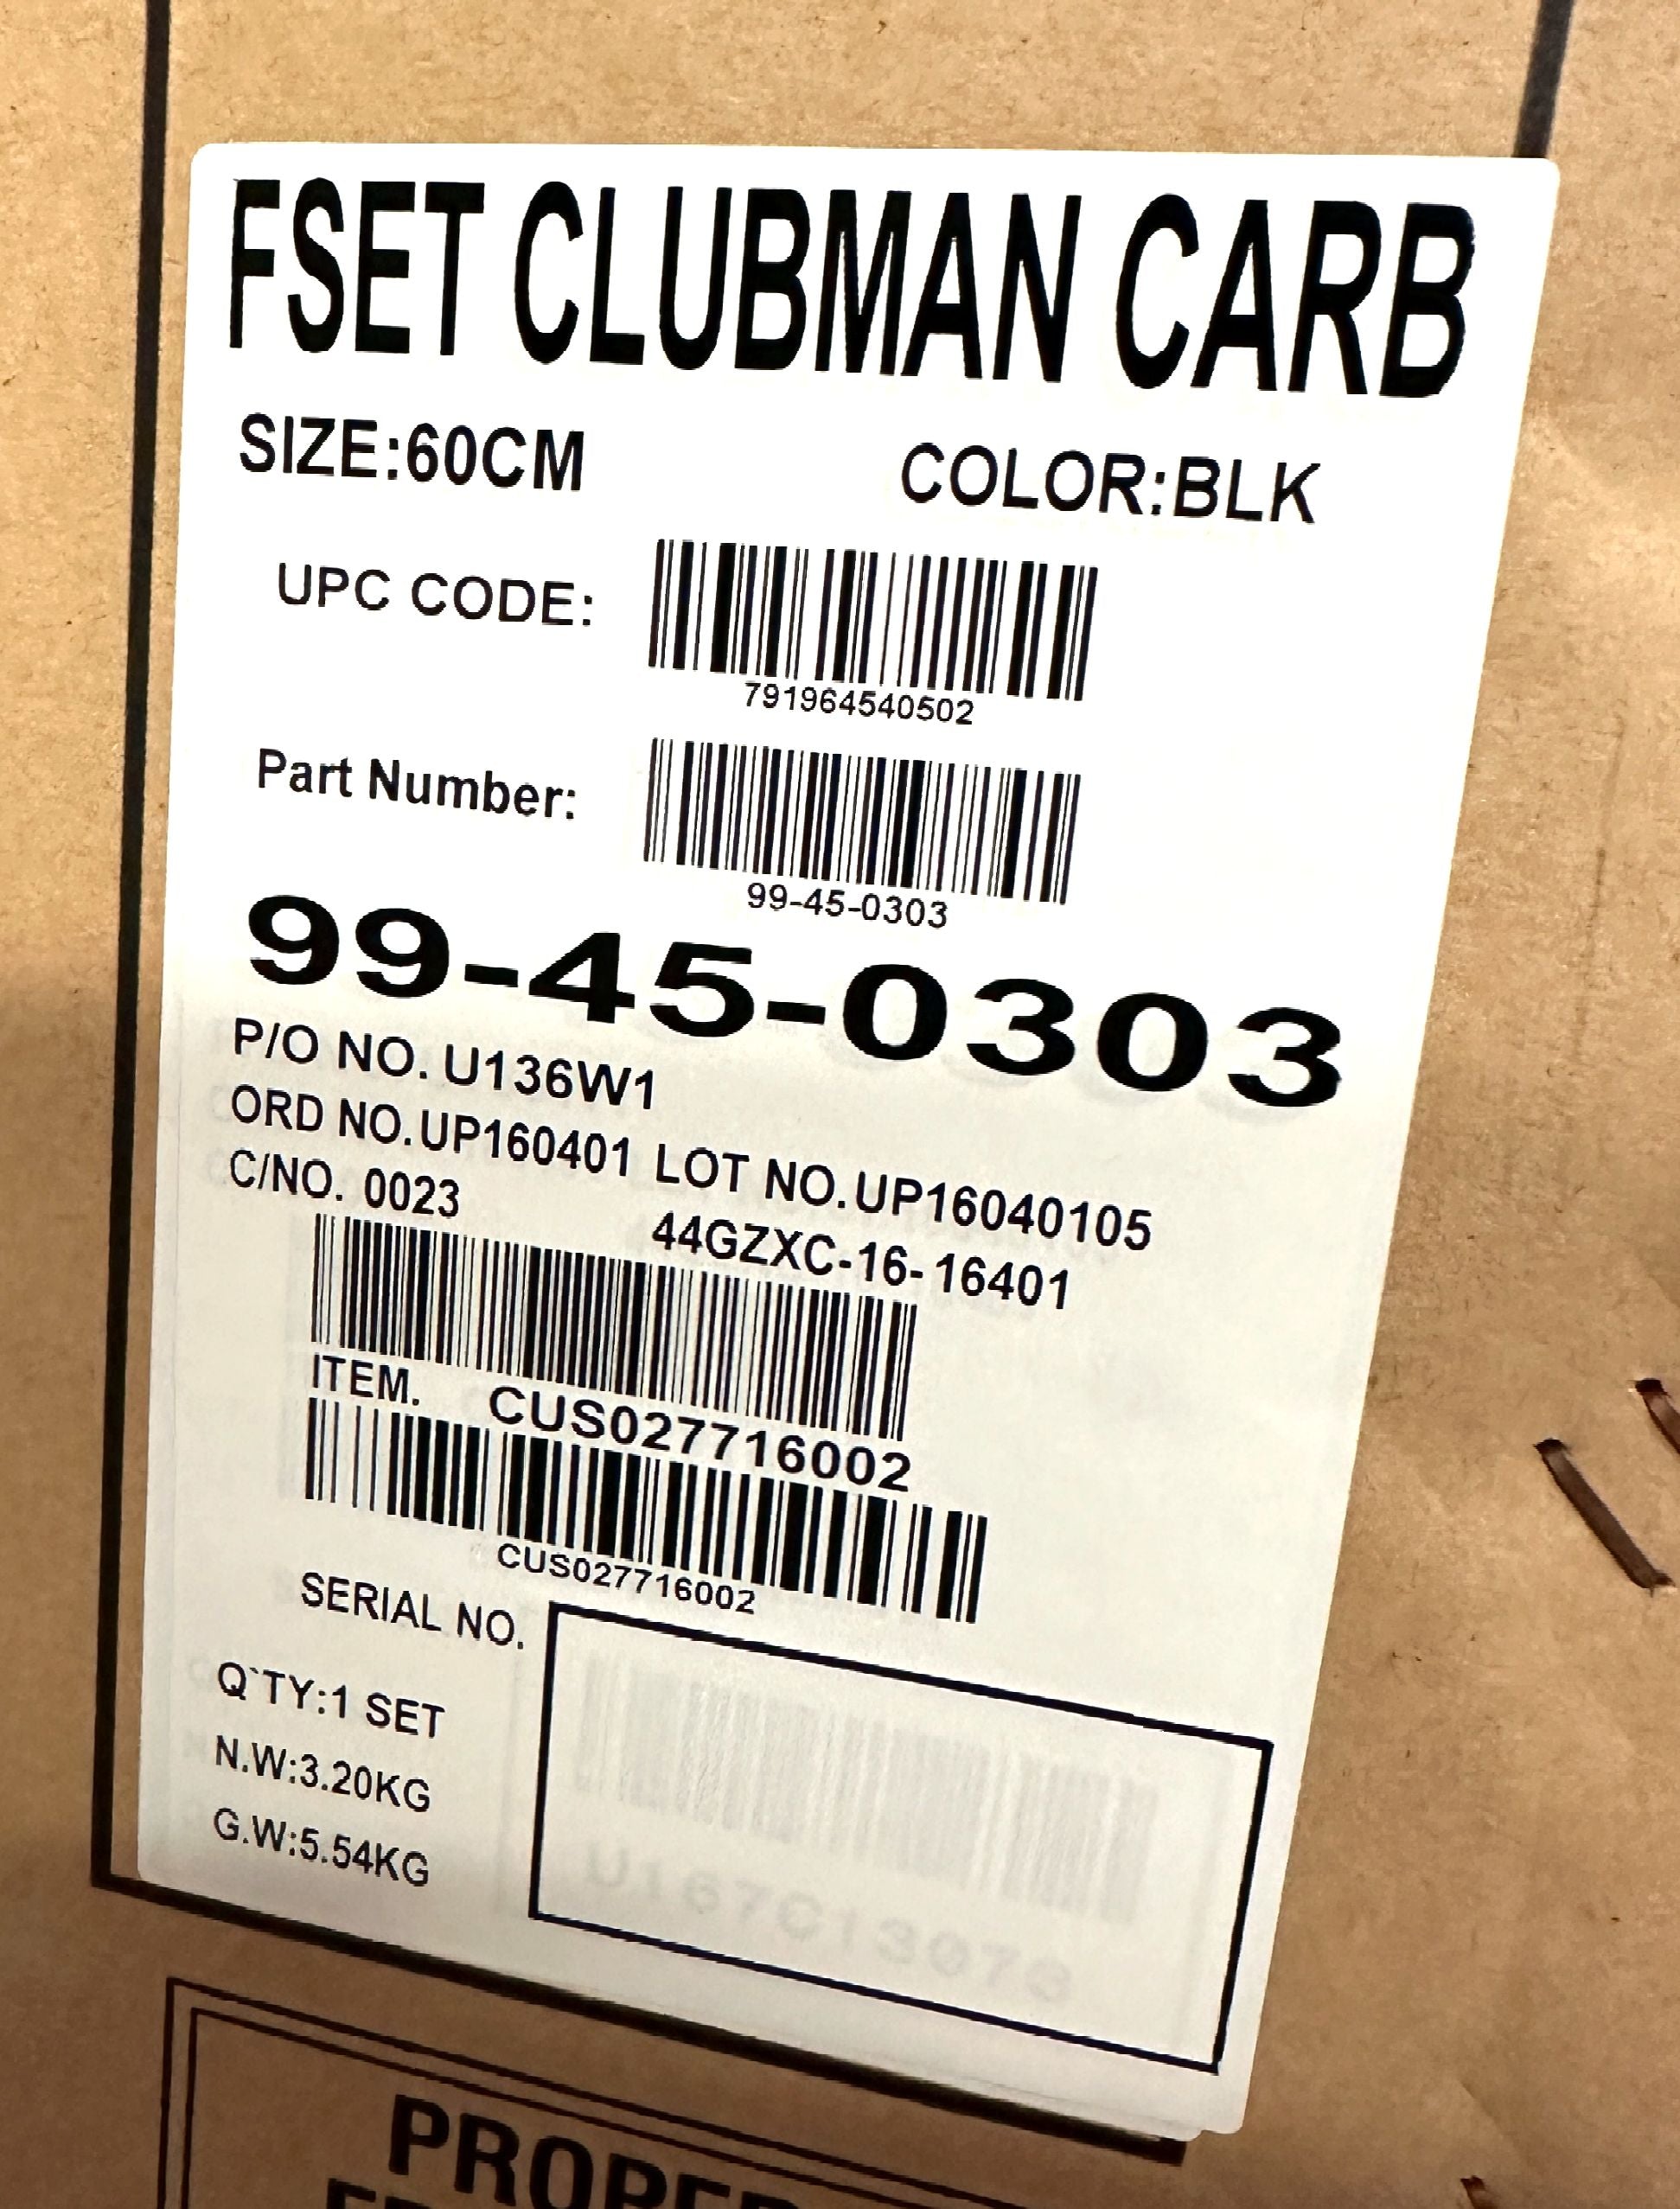 FSET CLUBMAN CARB
SIZE:60CM COLOR:BLK
UPC CODE:
791964540502
Part Number:
99-45-0303
99-45-0303
P/O NO. U136W1
ORD NO.UP160401 LOT NO.UP16040105
C/NO. 0023 44GZXC-16-16401
ITEM. CUS027716002
CUS027716002
SERIAL NO.
Q`TY:1 SET
N.W:3.20KG
G.W:5.54KG